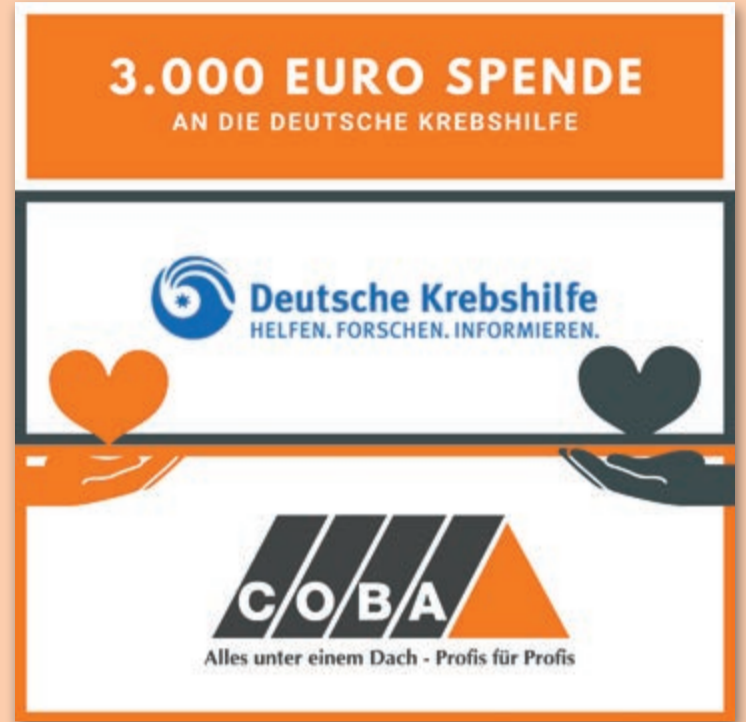 3.000 EURO SPENDE
AN DIE DEUTSCHE KREBSHILFE
Deutsche Krebshilfe
HELFEN. FORSCHEN. INFORMIEREN.
COBA
Alles unter einem Dach - Profis für Profis